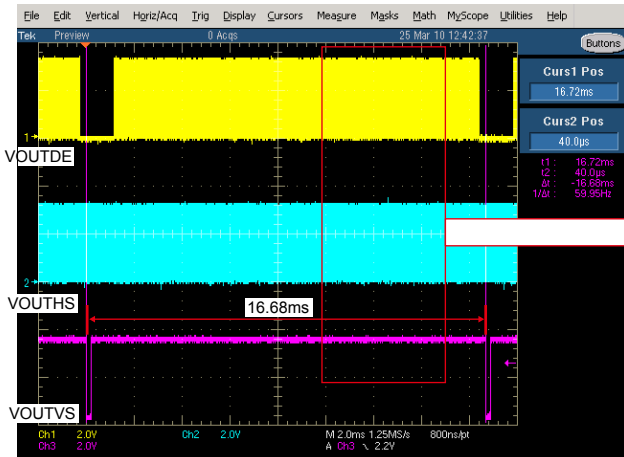 File Edit Vertical Horiz/Acq Trig Display Cursors Measure Masks Math MyScope Utilities Help
Tek Preview 0 Acqs 25 Mar 10 12:42:37
Buttons
Curs1 Pos
16.72ms
Curs2 Pos
40.0µs
t1 : 16.72ms
t2 : 40.0µs
Δt : -16.68ms
1/Δt : 59.95Hz
1
VOUTDE
2
VOUTHS
16.68ms
VOUTVS
Ch1 2.0V Ch2 2.0V M 2.0ms 1.25MS/s 800ns/pt
Ch3 2.0V A Ch3 \ 2.2V